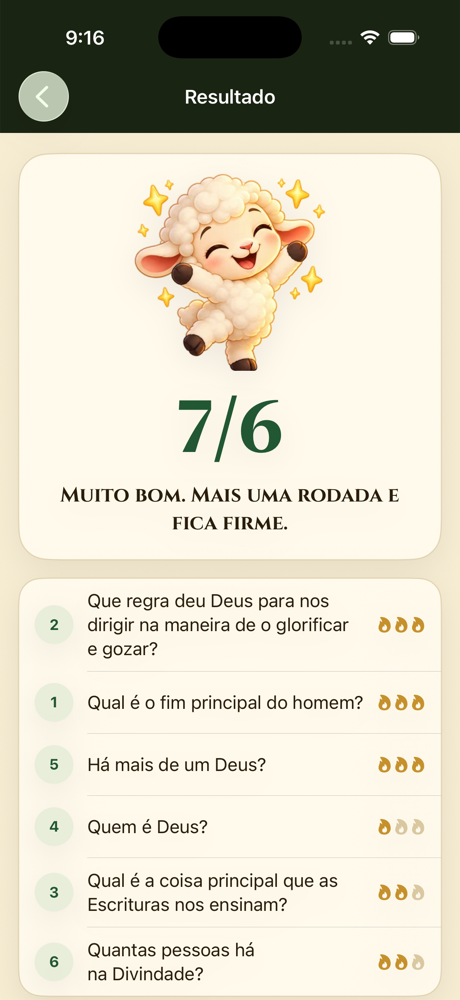 9:16
Resultado
7/6
Muito bom. Mais uma rodada e
fica firme.
2
Que regra deu Deus para nos
dirigir na maneira de o glorificar
e gozar?
1
Qual é o fim principal do homem?
5
Há mais de um Deus?
4
Quem é Deus?
3
Qual é a coisa principal que as
Escrituras nos ensinam?
6
Quantas pessoas há
na Divindade?